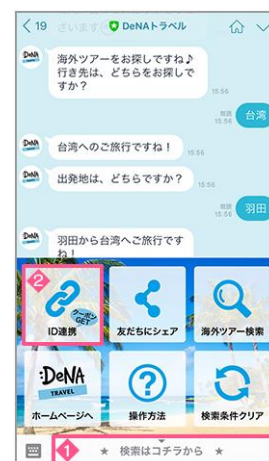 19 ざいます DeNAトラベル
海外ツアーをお探しですね♪
行き先は、どちらをお探しで
すか?
15:56
既読
15:56
台湾
台湾へのご旅行ですね!
15:56
出発地は、どちらですか?
15:56
既読
15:56
羽田
羽田から台湾へご旅行です
ね!
2
クーポン
GET
ID連携
友だちにシェア
海外ツアー検索
:DeNA
TRAVEL
ホームページへ
操作方法
検索条件クリア
1
★ 検索はコチラから ★